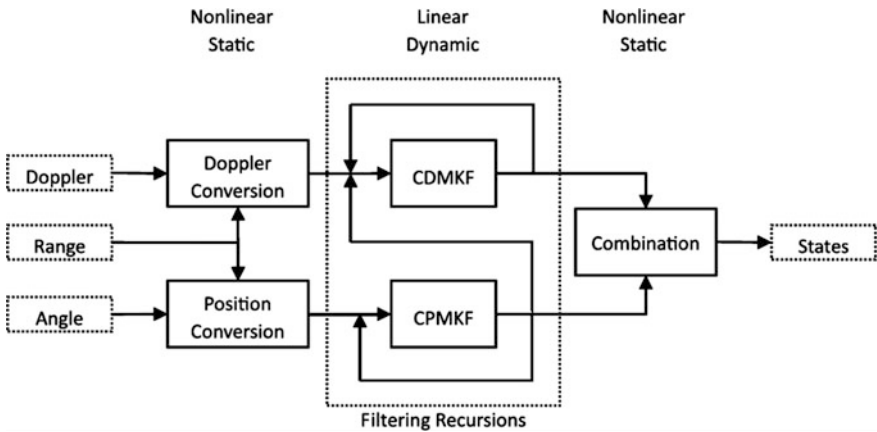 Nonlinear
Static
Linear
Dynamic
Nonlinear
Static
Doppler
Doppler
Conversion
CDMKF
Range
Combination
States
Angle
Position
Conversion
CPMKF
Filtering Recursions